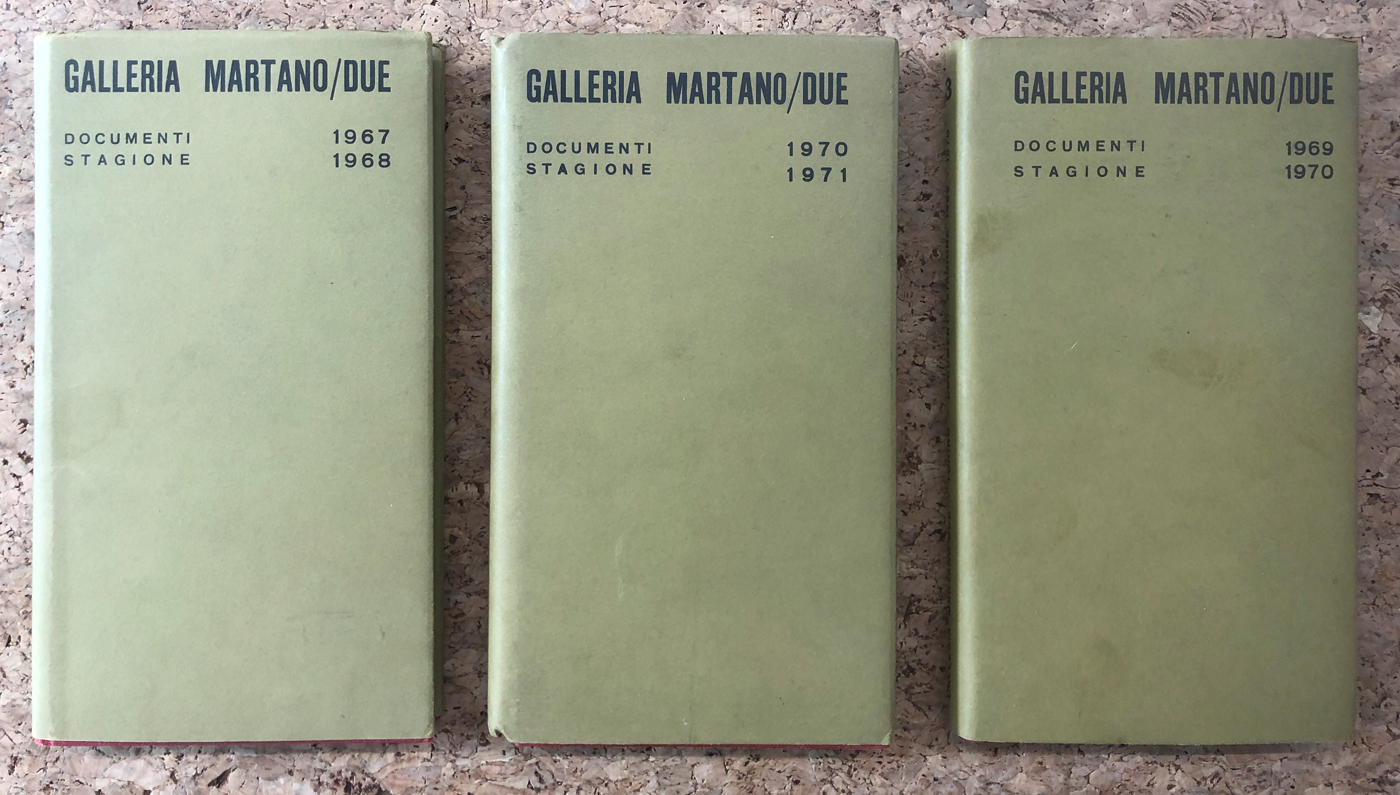 GALLERIA MARTANO/DUE
DOCUMENTI 1967
STAGIONE 1968
GALLERIA MARTANO/DUE
DOCUMENTI 1970
STAGIONE 1971
3
GALLERIA MARTANO/DUE
DOCUMENTI 1969
STAGIONE 1970